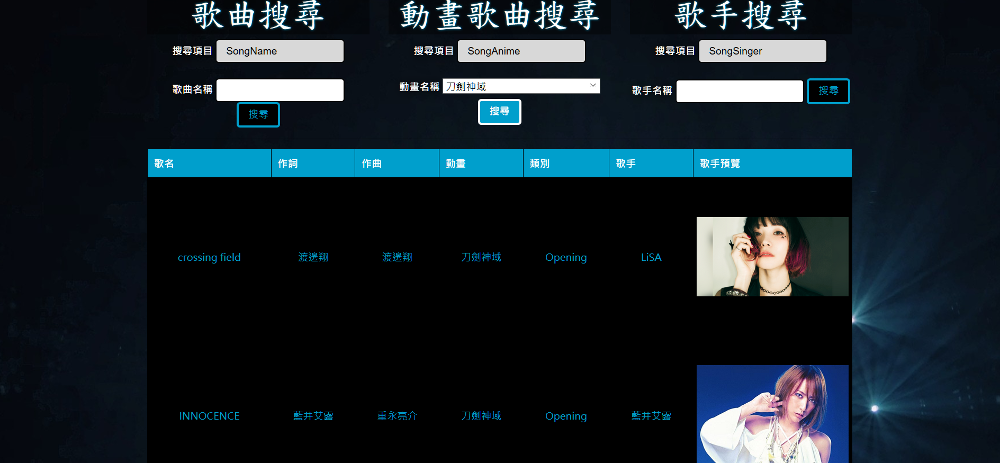 歌曲搜尋
搜尋項目 SongName
歌曲名稱
搜尋
動畫歌曲搜尋
搜尋項目 SongAnime
動畫名稱 刀劍神域
搜尋
歌手搜尋
搜尋項目 SongSinger
歌手名稱 搜尋
歌名 作詞 作曲 動畫 類別 歌手 歌手預覽
crossing field 渡邊翔 渡邊翔 刀劍神域 Opening LiSA
INNOCENCE 藍井艾露 重永亮介 刀劍神域 Opening 藍井艾露